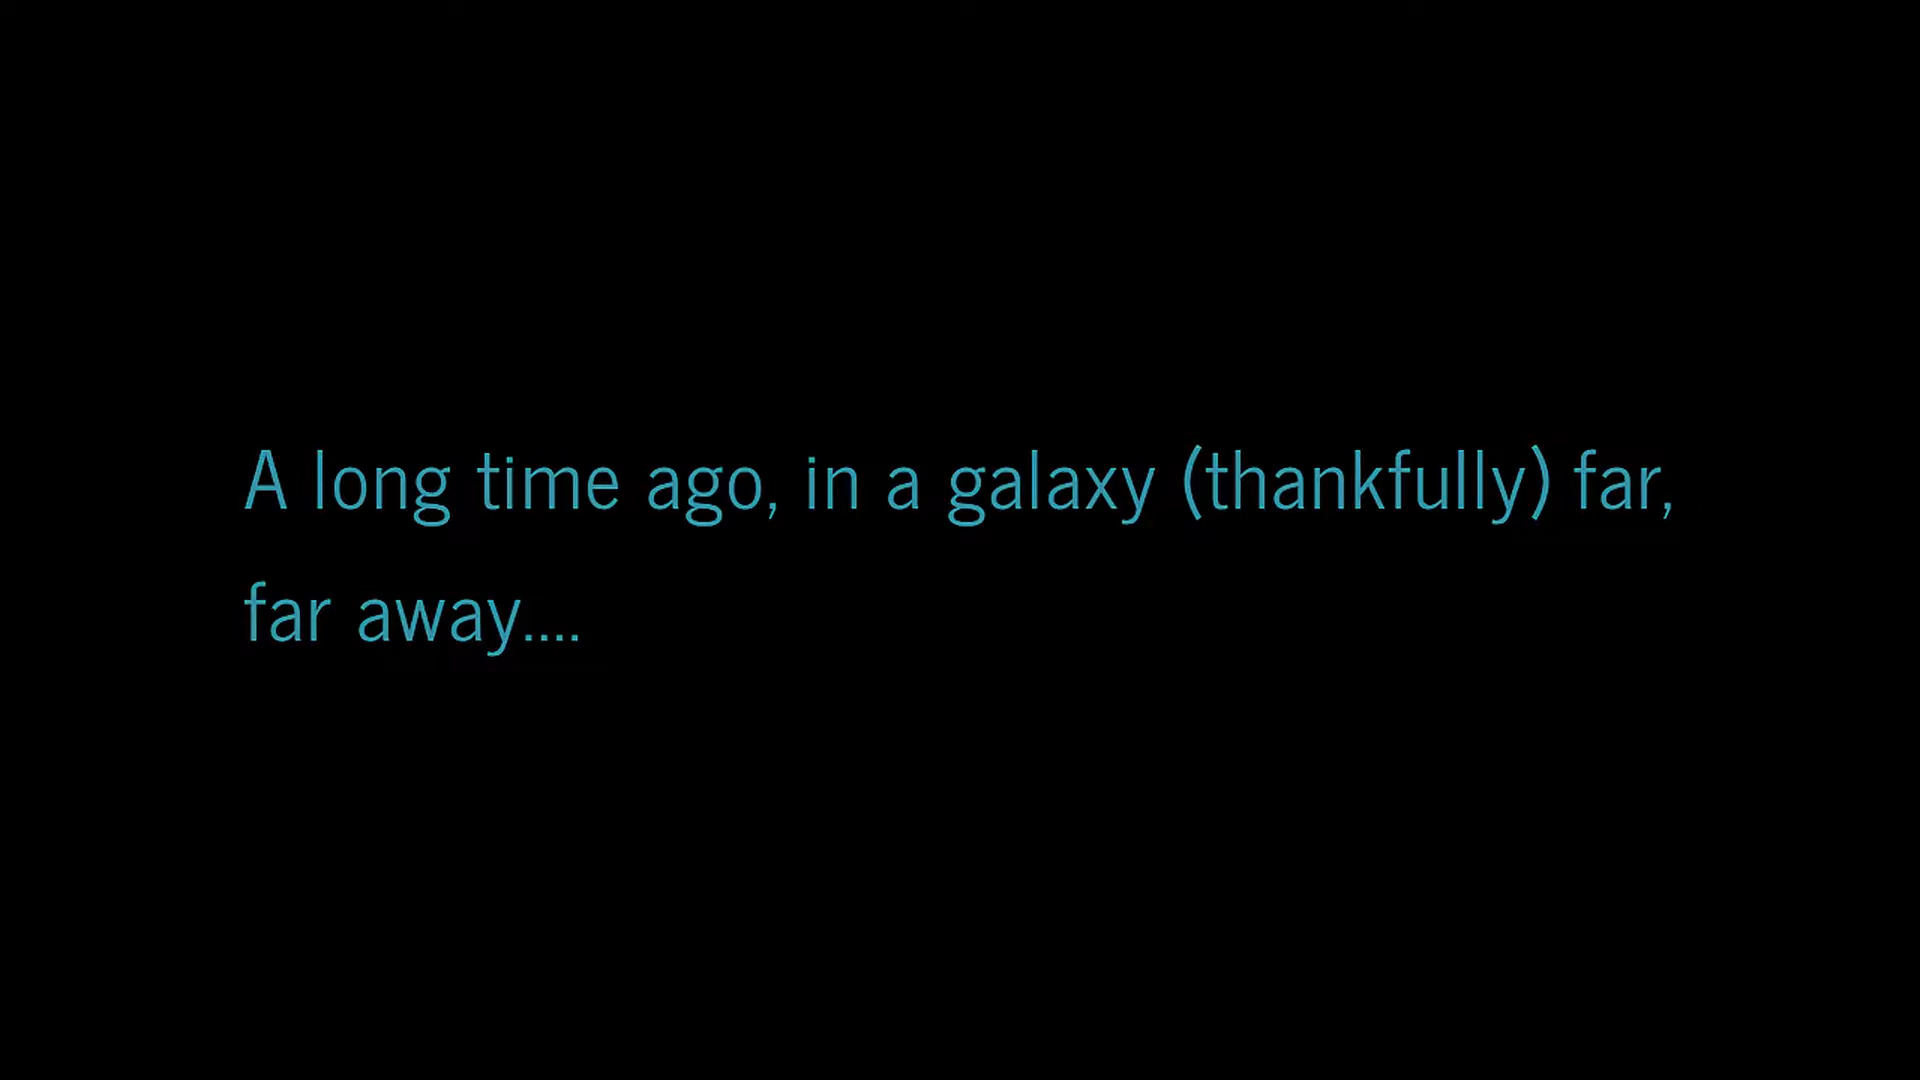 A long time ago, in a galaxy (thankfully) far,
far away....